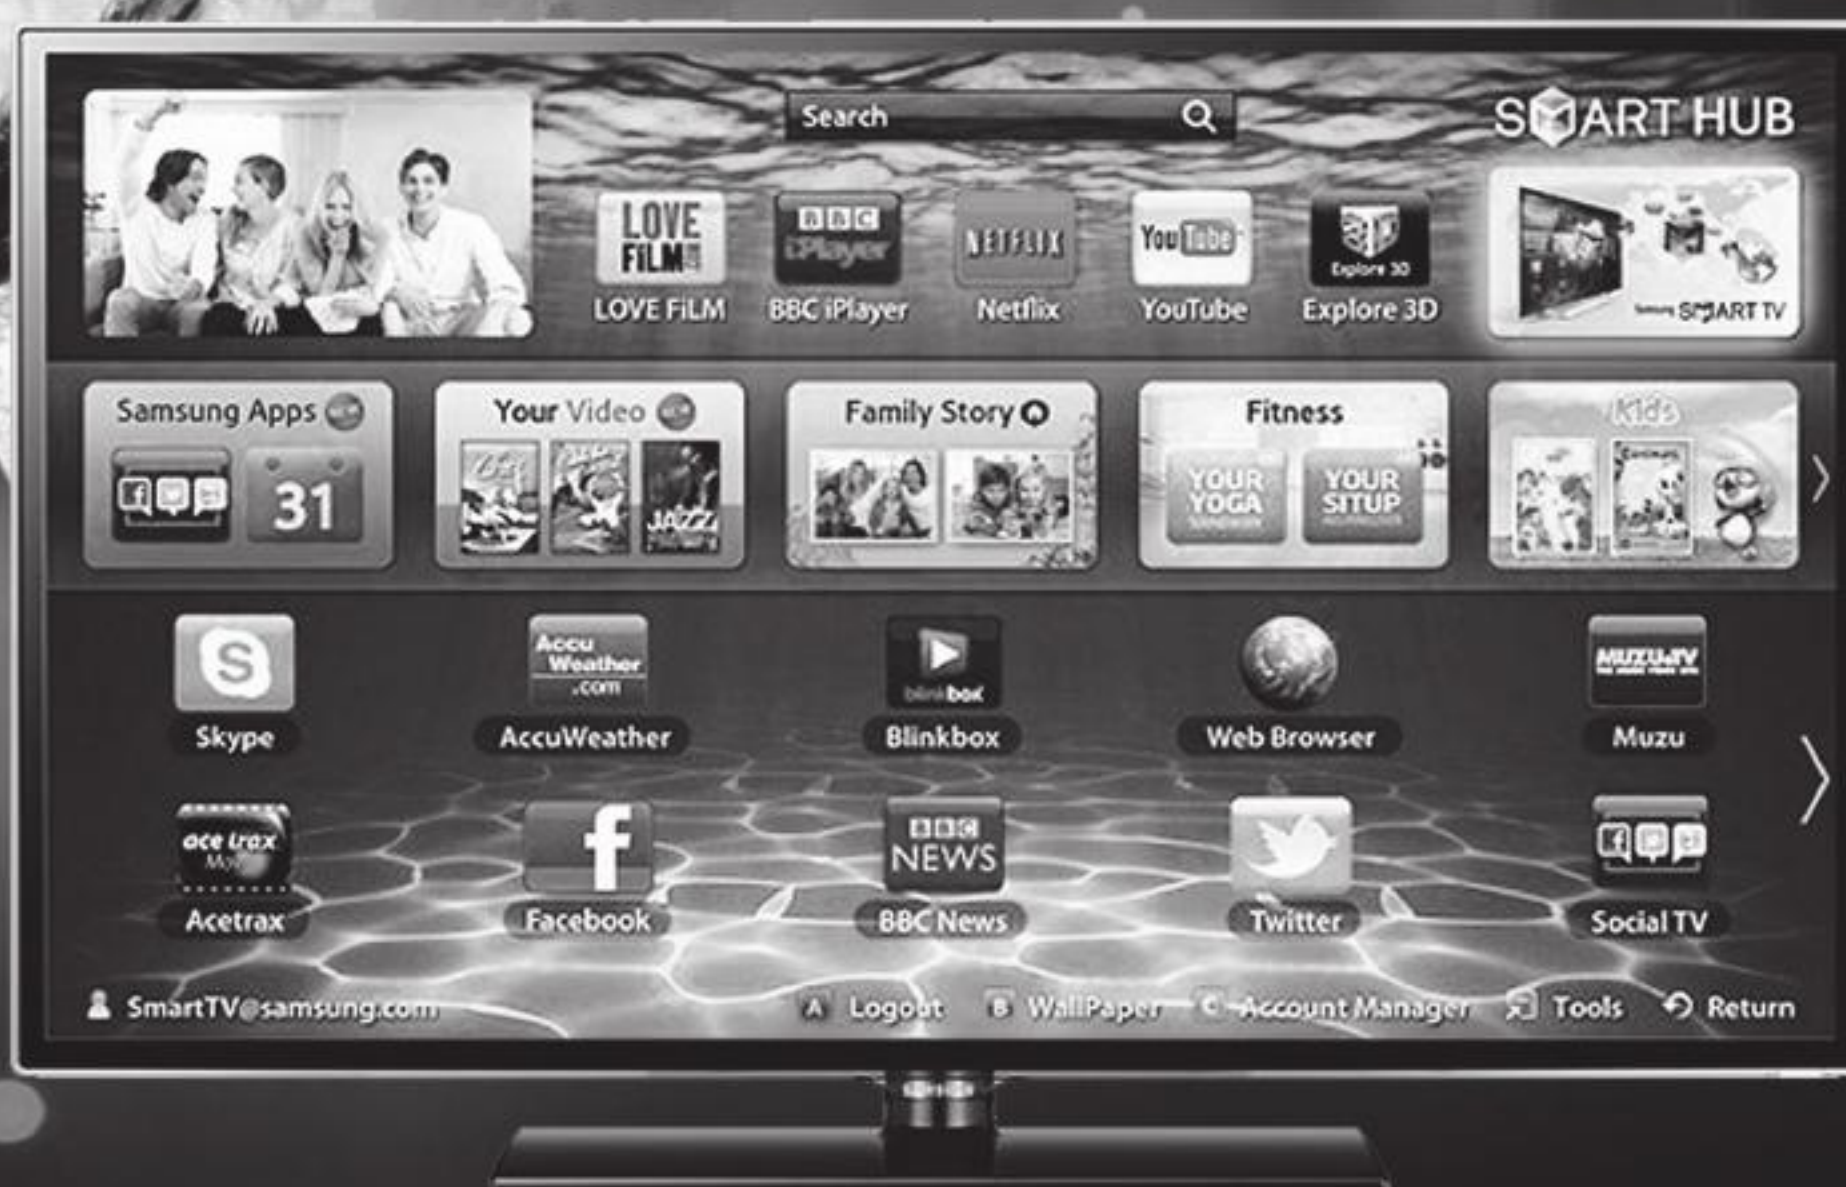 Search
SMART HUB
LOVE
FiLM
BBC
iPlayer
NETFLIX
YouTube
Explore 3D
LOVE FiLM
BBC iPlayer
Netflix
YouTube
Explore 3D
Samsung SMART TV
Samsung Apps
Your Video
Family Story
Fitness
Kids
31
JAZZ
YOUR
YOGA
YOUR
SITUP
S
Accu
Weather
.com
blinkbox
MUZU.TV
Skype
AccuWeather
Blinkbox
Web Browser
Muzu
ace trax
f
BBC
NEWS
Acetrax
Facebook
BBC News
Twitter
Social TV
SmartTV@samsung.com
A Logout
B WallPaper
C Account Manager
Tools
Return